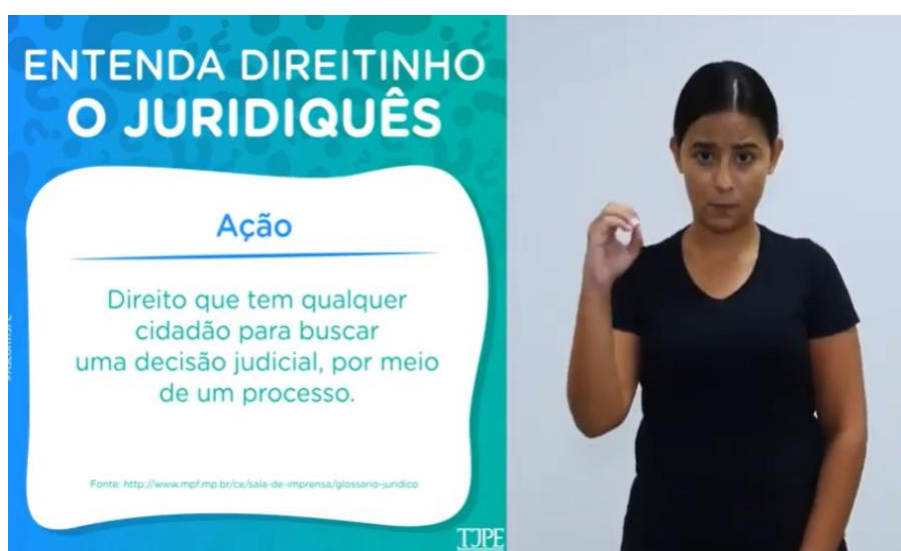 ENTENDA DIREITINHO
O JURIDIQUÊS
Ação
Direito que tem qualquer
cidadão para buscar
uma decisão judicial, por meio
de um processo.
Fonte: http://www.mpf.mp.br/ce/sala-de-imprensa/glossario-juridico
TJPE